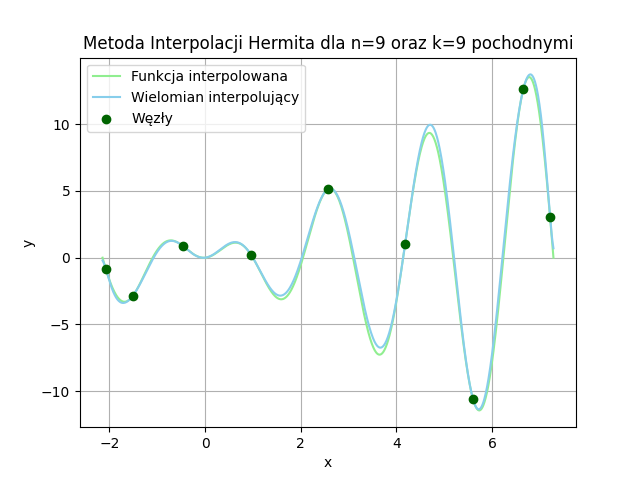 Metoda Interpolacji Hermita dla n=9 oraz k=9 pochodnymi
Funkcja interpolowana
Wielomian interpolujący
Węzły
10
5
0
−5
−10
y
−2
0
2
4
6
x